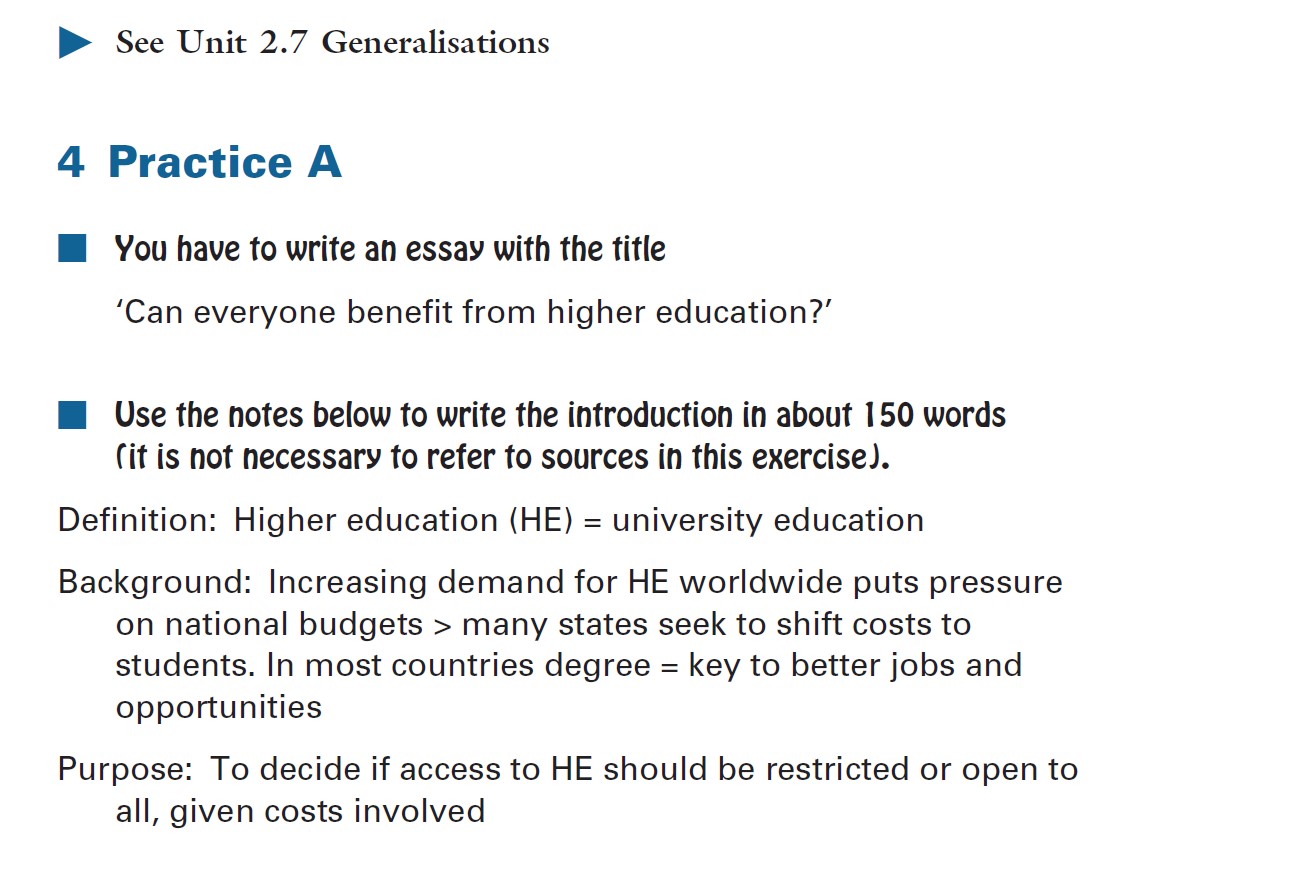 See Unit 2.7 Generalisations
4 Practice A
You have to write an essay with the title
‘Can everyone benefit from higher education?’
Use the notes below to write the introduction in about 150 words
(it is not necessary to refer to sources in this exercise).
Definition: Higher education (HE) = university education
Background: Increasing demand for HE worldwide puts pressure
on national budgets > many states seek to shift costs to
students. In most countries degree = key to better jobs and
opportunities
Purpose: To decide if access to HE should be restricted or open to
all, given costs involved